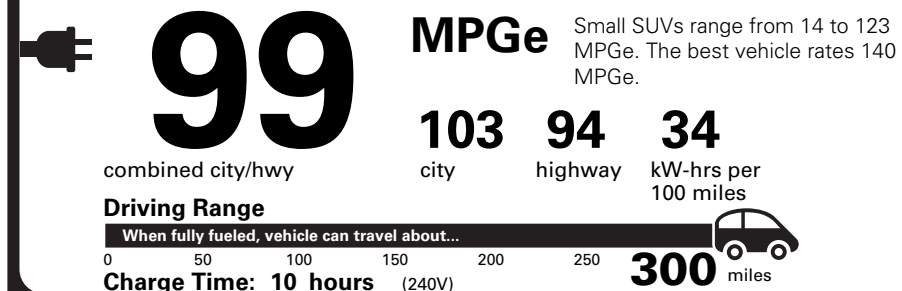 99
MPGe
Small SUVs range from 14 to 123
MPGe. The best vehicle rates 140
MPGe.
combined city/hwy
103
city
94
highway
34
kW-hrs per
100 miles
Driving Range
When fully fueled, vehicle can travel about...
0 50 100 150 200 250 300 miles
Charge Time: 10 hours (240V)